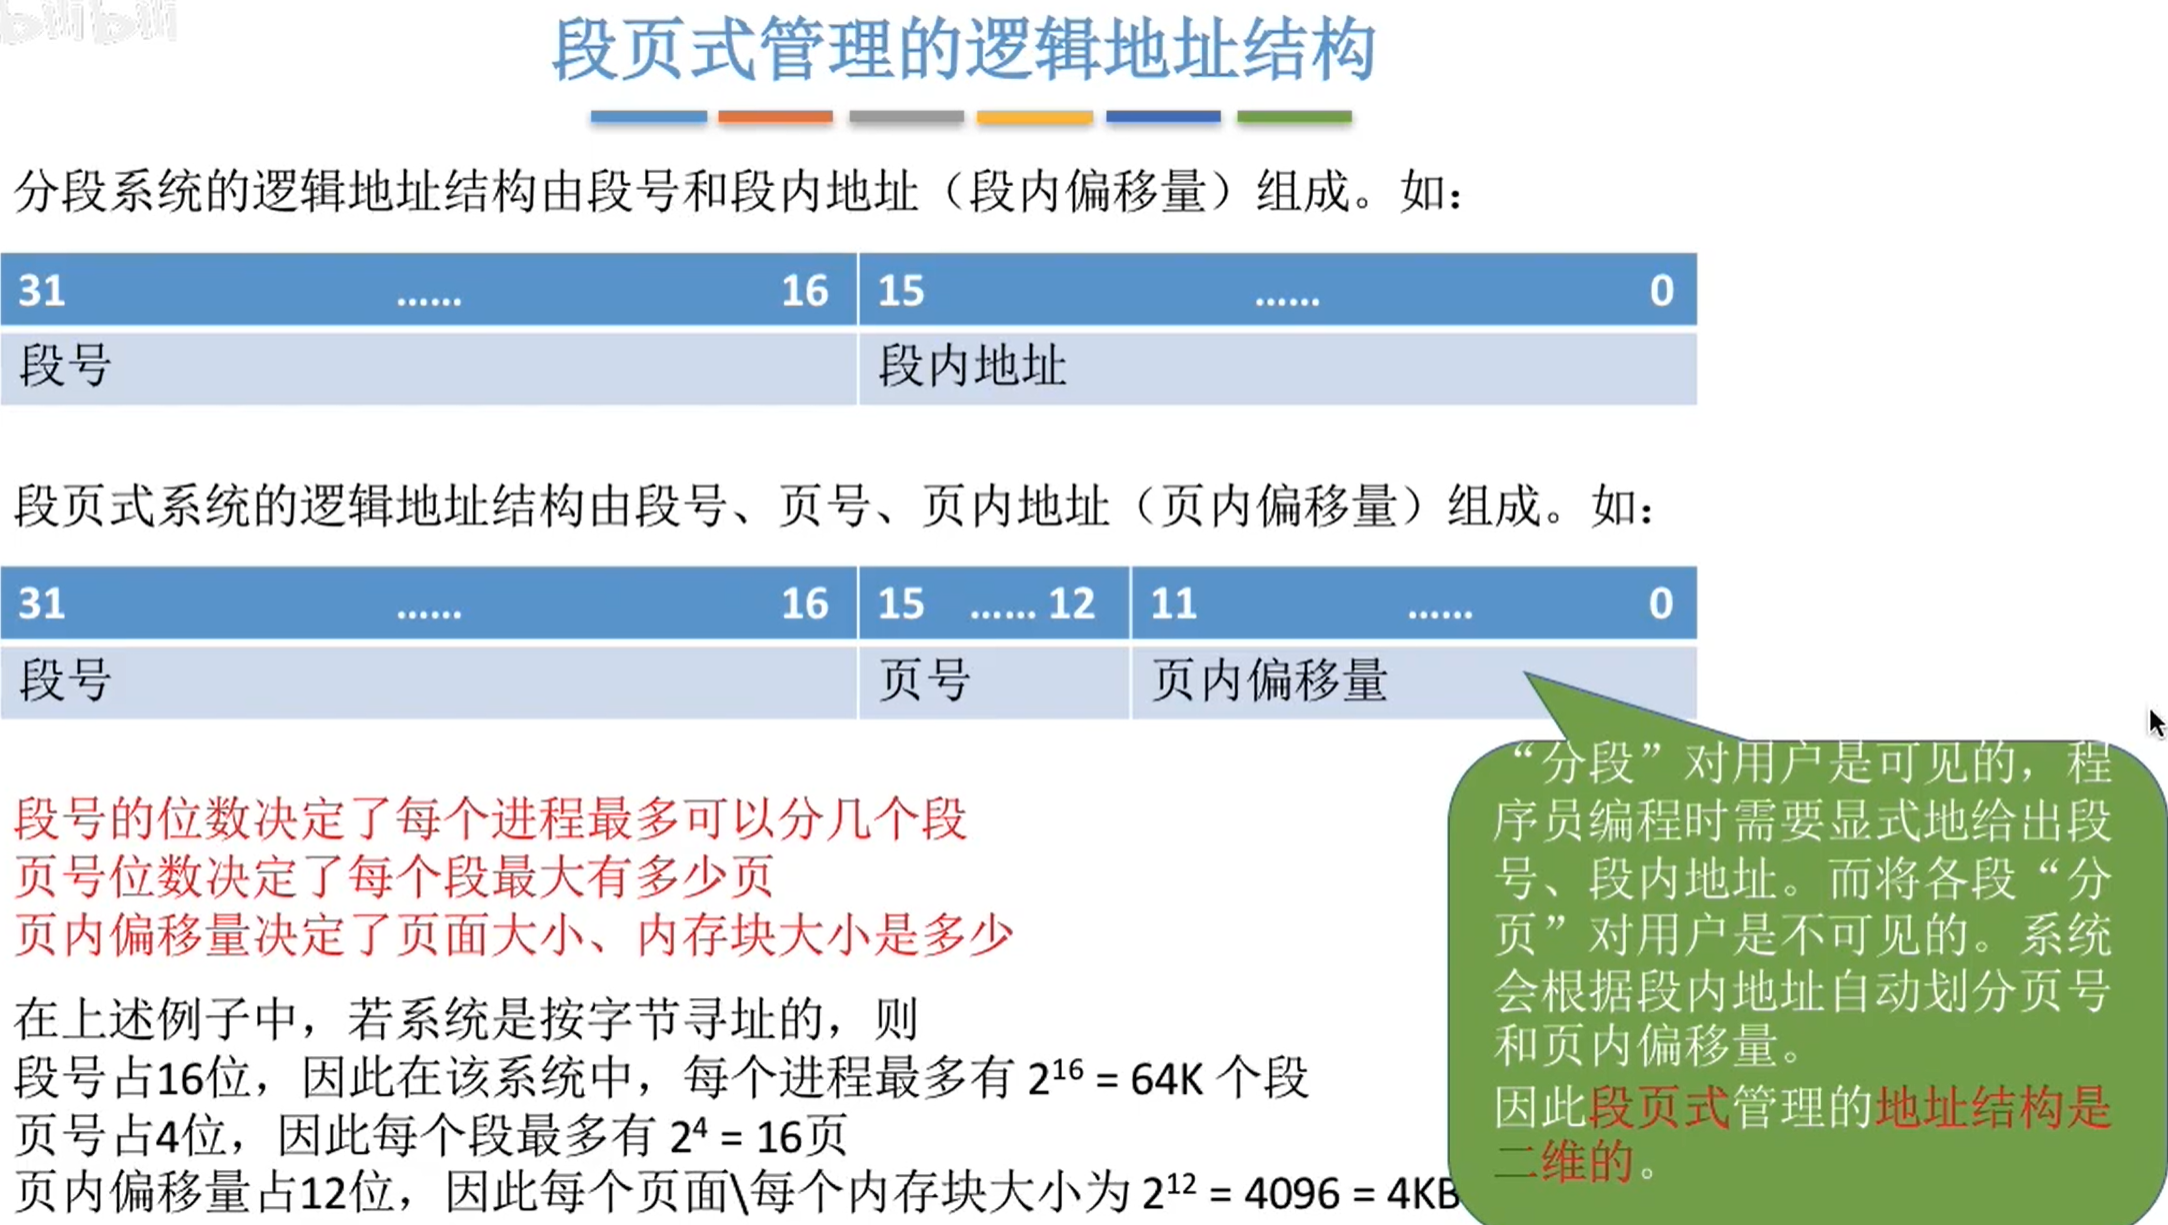 bilibili
段页式管理的逻辑地址结构
分段系统的逻辑地址结构由段号和段内地址（段内偏移量）组成。如：
31 …… 16 15 …… 0
段号 段内地址
段页式系统的逻辑地址结构由段号、页号、页内地址（页内偏移量）组成。如：
31 …… 16 15 …… 12 11 …… 0
段号 页号 页内偏移量
段号的位数决定了每个进程最多可以分几个段
页号位数决定了每个段最大有多少页
页内偏移量决定了页面大小、内存块大小是多少
在上述例子中，若系统是按字节寻址的，则
段号占16位，因此在该系统中，每个进程最多有 2¹⁶ = 64K 个段
页号占4位，因此每个段最多有 2⁴ = 16页
页内偏移量占12位，因此每个页面\每个内存块大小为 2¹² = 4096 = 4KB
“分段”对用户是可见的，程
序员编程时需要显式地给出段
号、段内地址。而将各段“分
页”对用户是不可见的。系统
会根据段内地址自动划分页号
和页内偏移量。
因此段页式管理的地址结构是
二维的。